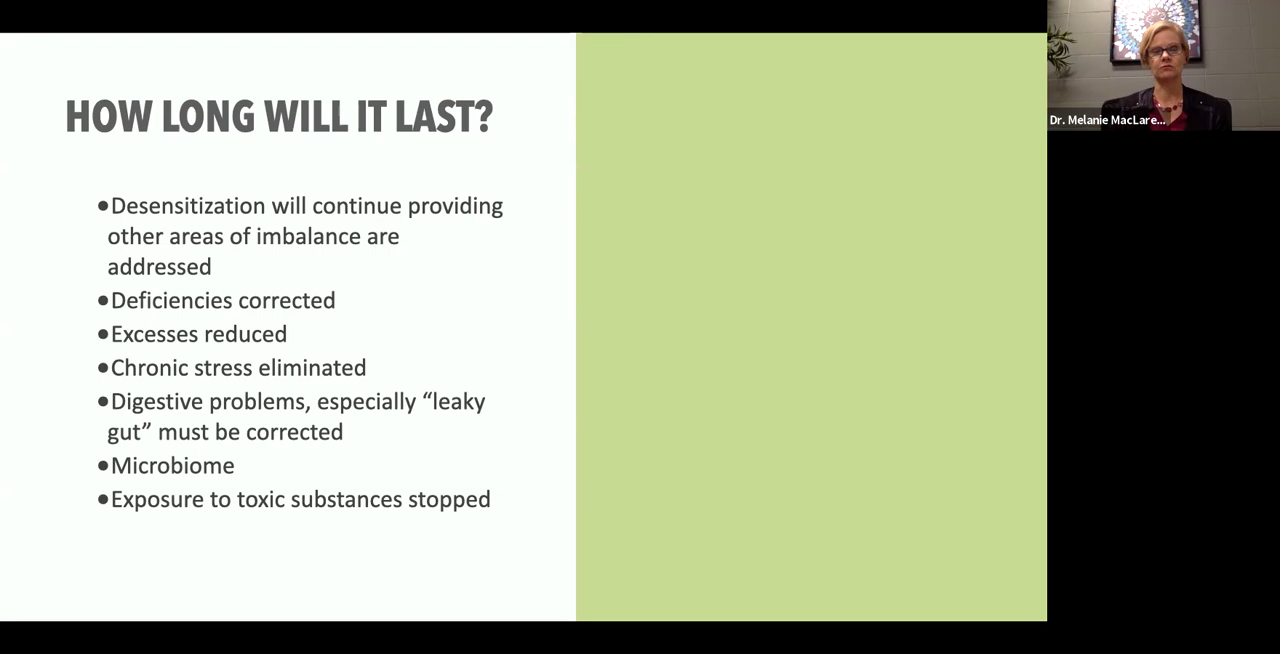 HOW LONG WILL IT LAST?
•Desensitization will continue providing
other areas of imbalance are
addressed
•Deficiencies corrected
•Excesses reduced
•Chronic stress eliminated
•Digestive problems, especially “leaky
gut” must be corrected
•Microbiome
•Exposure to toxic substances stopped
Dr. Melanie MacLare...